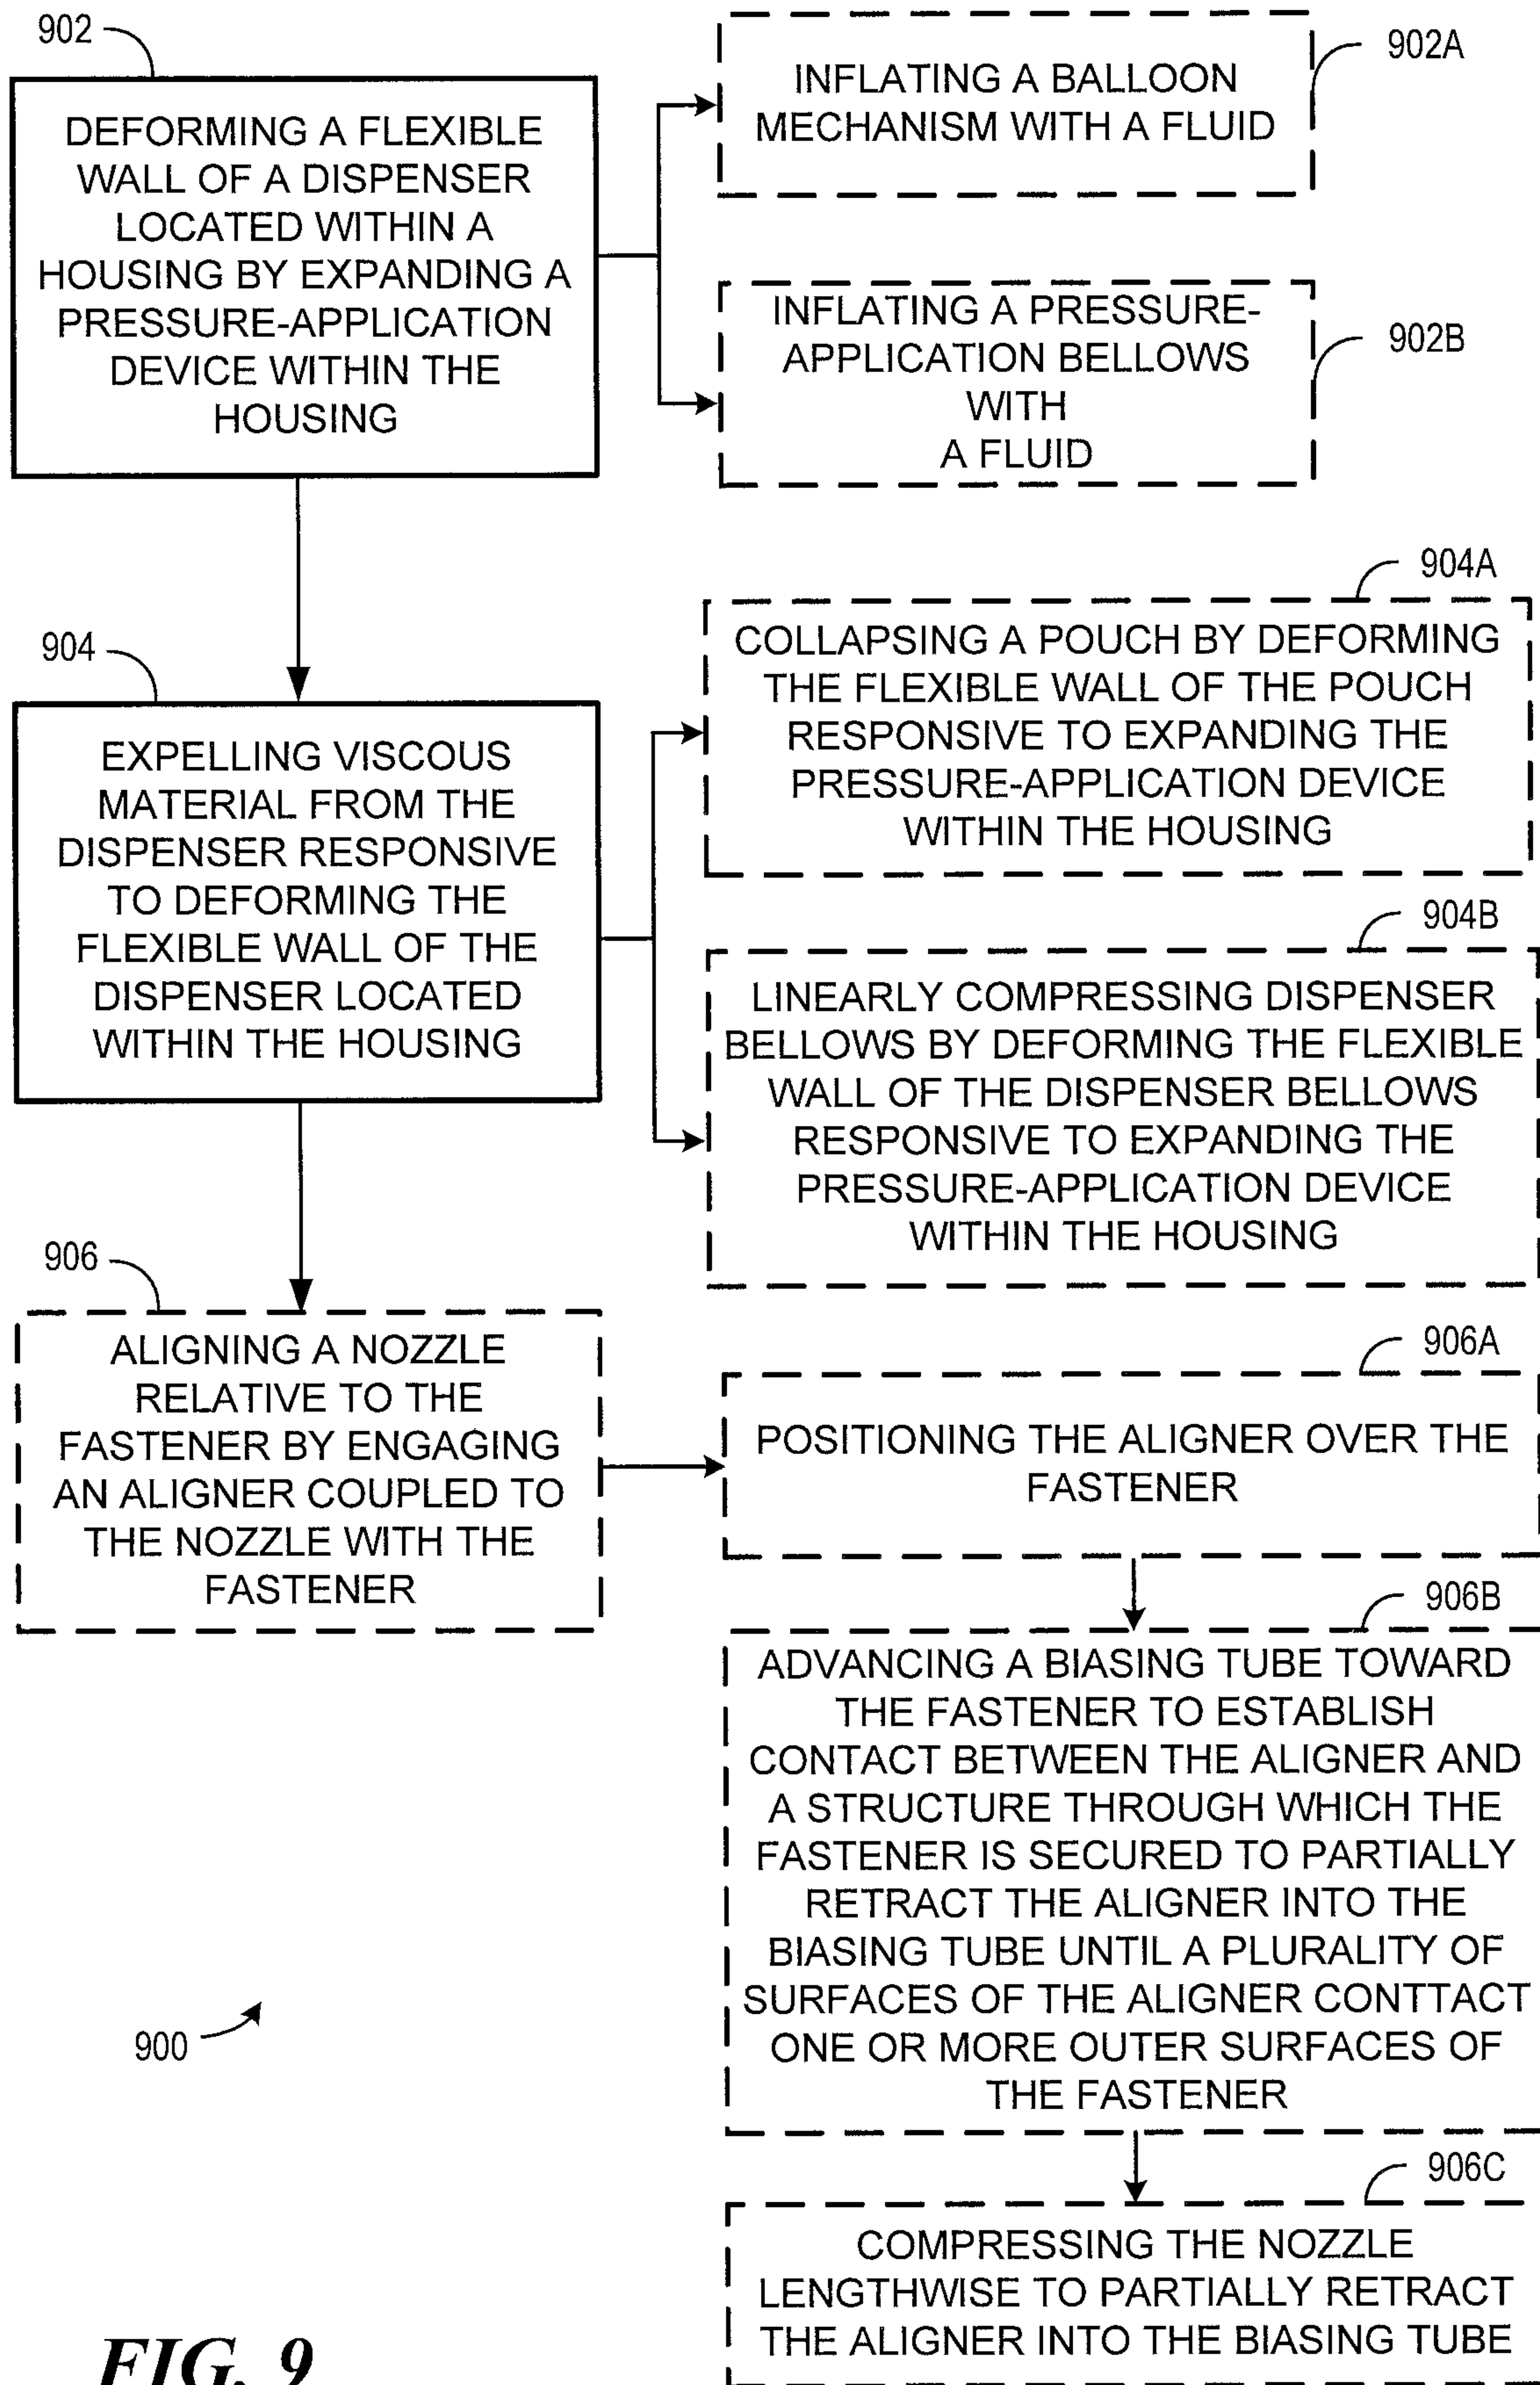 902
DEFORMING A FLEXIBLE
WALL OF A DISPENSER
LOCATED WITHIN A
HOUSING BY EXPANDING A
PRESSURE-APPLICATION
DEVICE WITHIN THE
HOUSING
902A
INFLATING A BALLOON
MECHANISM WITH A FLUID
902B
INFLATING A PRESSURE-
APPLICATION BELLOWS
WITH
A FLUID
904
EXPELLING VISCOUS
MATERIAL FROM THE
DISPENSER RESPONSIVE
TO DEFORMING THE
FLEXIBLE WALL OF THE
DISPENSER LOCATED
WITHIN THE HOUSING
904A
COLLAPSING A POUCH BY DEFORMING
THE FLEXIBLE WALL OF THE POUCH
RESPONSIVE TO EXPANDING THE
PRESSURE-APPLICATION DEVICE
WITHIN THE HOUSING
904B
LINEARLY COMPRESSING DISPENSER
BELLOWS BY DEFORMING THE FLEXIBLE
WALL OF THE DISPENSER BELLOWS
RESPONSIVE TO EXPANDING THE
PRESSURE-APPLICATION DEVICE
WITHIN THE HOUSING
906
ALIGNING A NOZZLE
RELATIVE TO THE
FASTENER BY ENGAGING
AN ALIGNER COUPLED TO
THE NOZZLE WITH THE
FASTENER
906A
POSITIONING THE ALIGNER OVER THE
FASTENER
906B
ADVANCING A BIASING TUBE TOWARD
THE FASTENER TO ESTABLISH
CONTACT BETWEEN THE ALIGNER AND
A STRUCTURE THROUGH WHICH THE
FASTENER IS SECURED TO PARTIALLY
RETRACT THE ALIGNER INTO THE
BIASING TUBE UNTIL A PLURALITY OF
SURFACES OF THE ALIGNER CONTTACT
ONE OR MORE OUTER SURFACES OF
THE FASTENER
906C
COMPRESSING THE NOZZLE
LENGTHWISE TO PARTIALLY RETRACT
THE ALIGNER INTO THE BIASING TUBE
900
FIG. 9